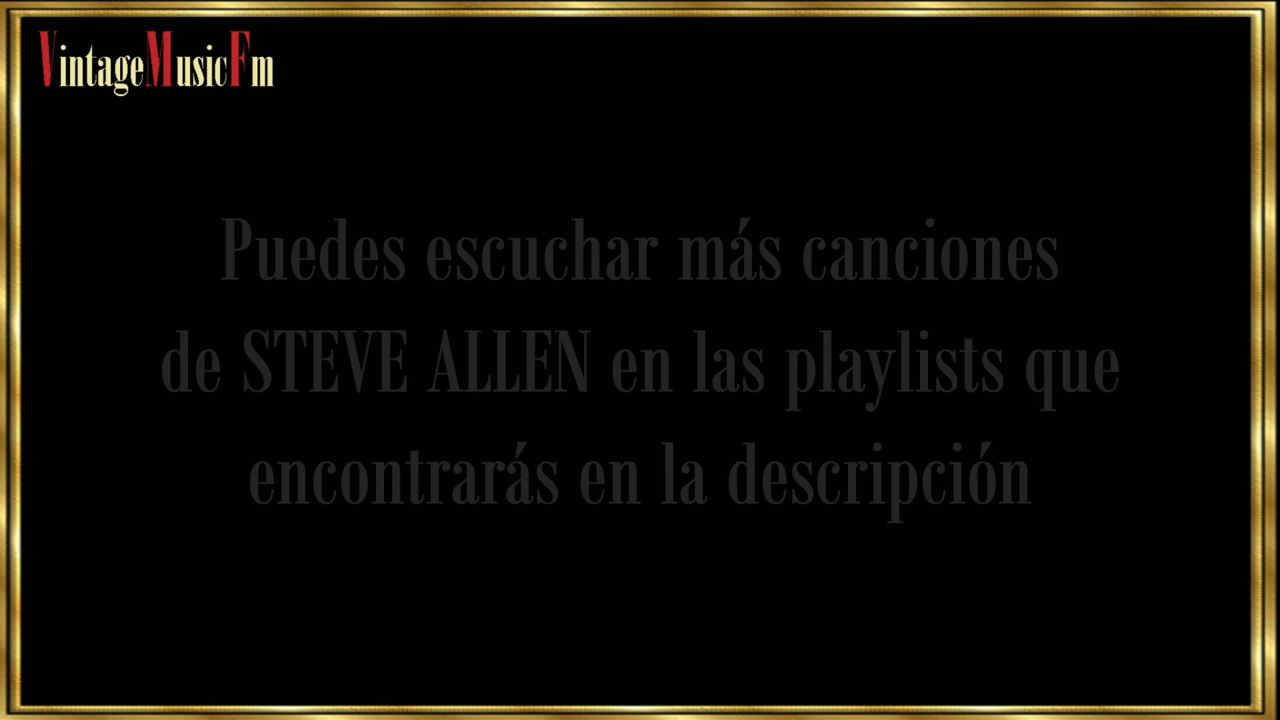 VintageMusicFm
Puedes escuchar más canciones
de STEVE ALLEN en las playlists que
encontrarás en la descripción